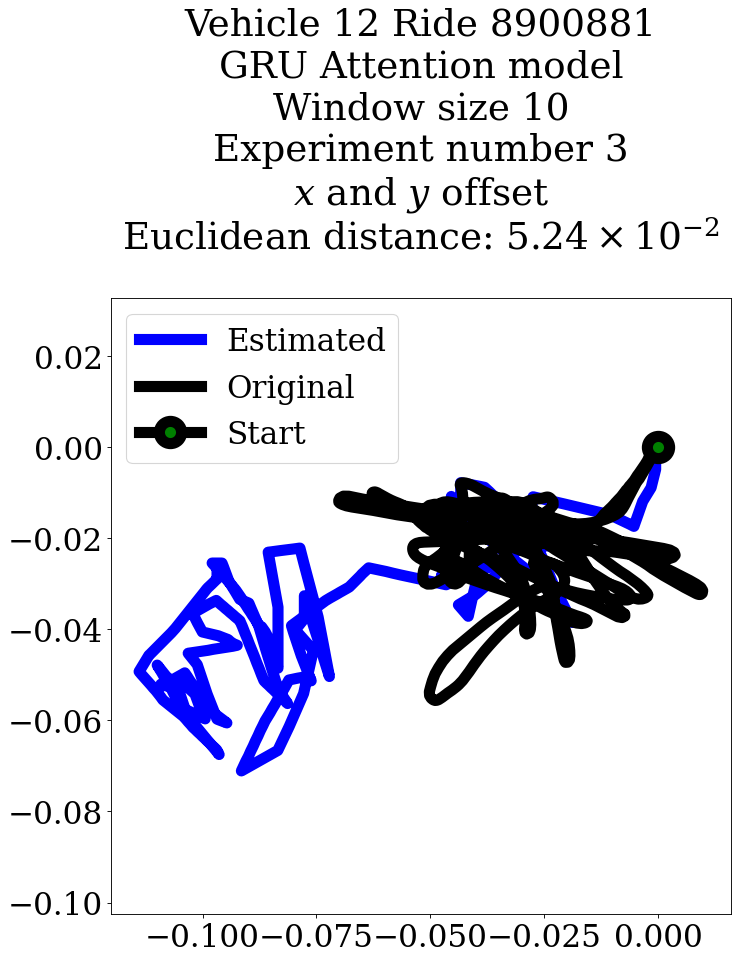 Vehicle 12 Ride 8900881
GRU Attention model
Window size 10
Experiment number 3
x and y offset
Euclidean distance: 5.24 × 10⁻²
Estimated
Original
Start
0.02
0.00
−0.02
−0.04
−0.06
−0.08
−0.10
−0.100 −0.075 −0.050 −0.025 0.000